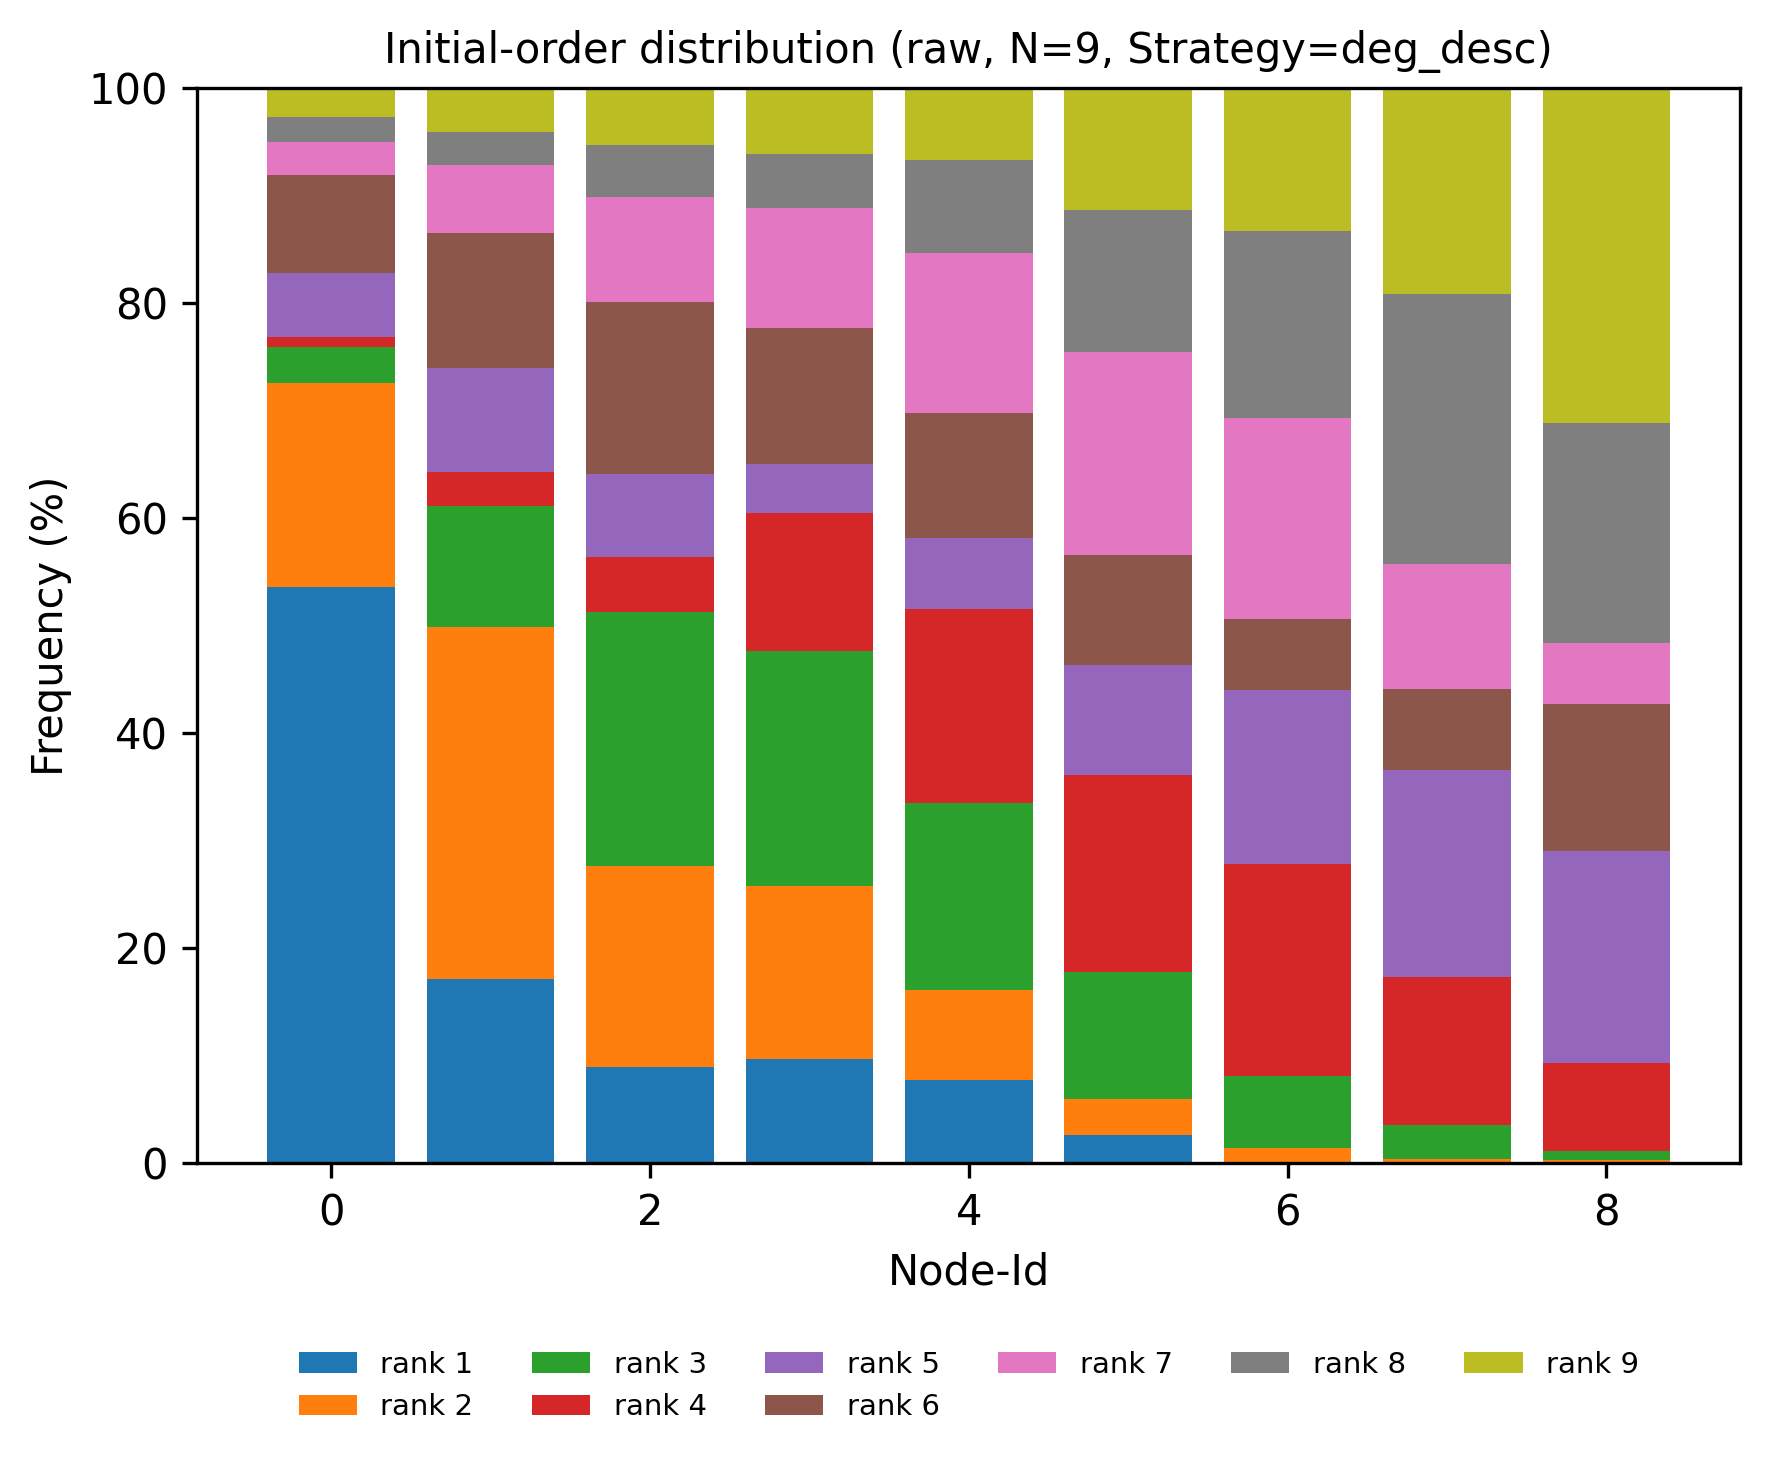 Initial-order distribution (raw, N=9, Strategy=deg_desc)
100
80
60
40
20
0
Frequency (%)
0 2 4 6 8
Node-Id
rank 1 rank 3 rank 5 rank 7 rank 8 rank 9
rank 2 rank 4 rank 6